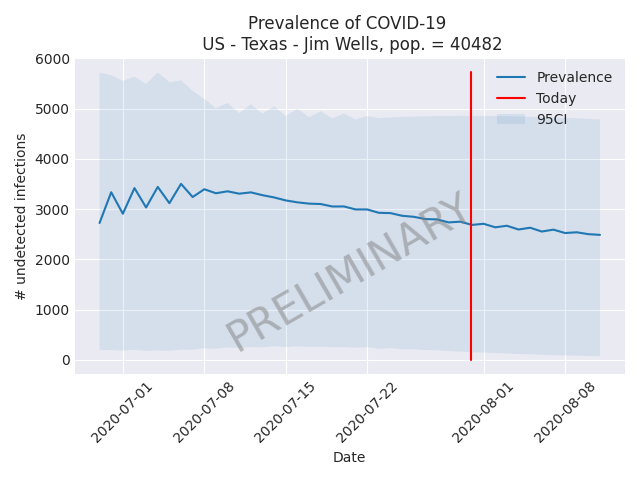 Prevalence of COVID-19
US - Texas - Jim Wells, pop. = 40482
6000
5000
4000
3000
2000
1000
0
# undetected infections
Prevalence
Today
95CI
PRELIMINARY
2020-07-01
2020-07-08
2020-07-15
2020-07-22
2020-08-01
2020-08-08
Date